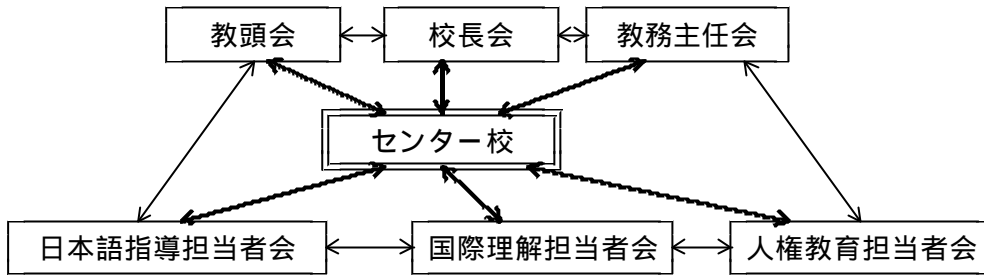 教頭会
校長会
教務主任会
センター校
日本語指導担当者会
国際理解担当者会
人権教育担当者会